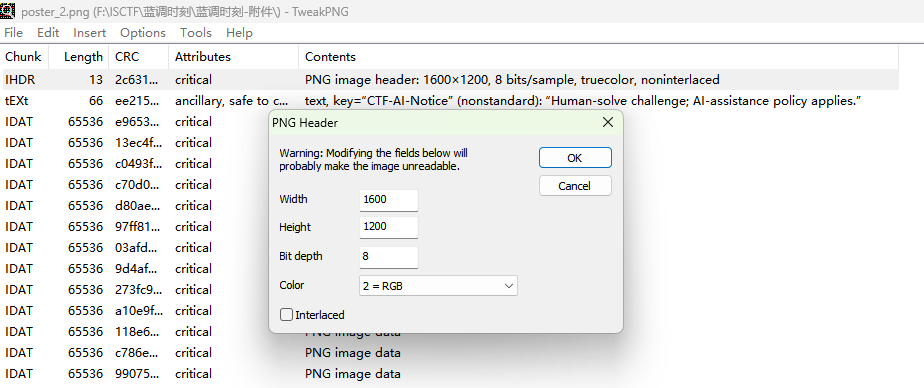 poster_2.png (F:\ISCTF\蓝调时刻\蓝调时刻-附件\) - TweakPNG
File Edit Insert Options Tools Help
Chunk Length CRC Attributes Contents
IHDR 13 2c631... critical PNG image header: 1600×1200, 8 bits/sample, truecolor, noninterlaced
tEXt 66 ee215... ancillary, safe to c... text, key=“CTF-AI-Notice” (nonstandard): “Human-solve challenge; AI-assistance policy applies.”
IDAT 65536 e9653... critical
IDAT 65536 13ec4f... critical
IDAT 65536 c0493f... critical
IDAT 65536 c70d0... critical
IDAT 65536 d80ae... critical
IDAT 65536 97ff81... critical
IDAT 65536 03afd... critical
IDAT 65536 9d4af... critical
IDAT 65536 273fc9... critical
IDAT 65536 a10e9f... critical
IDAT 65536 118e6... critical PNG image data
IDAT 65536 c786e... critical PNG image data
IDAT 65536 99075... critical PNG image data
PNG Header
Warning: Modifying the fields below will
probably make the image unreadable.
OK
Cancel
Width 1600
Height 1200
Bit depth 8
Color 2 = RGB
Interlaced